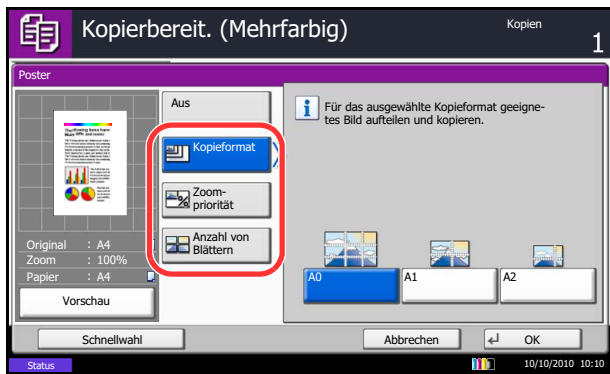 Kopierbereit. (Mehrfarbig)
Kopien
1
Poster
Aus
Kopieformat
Zoom-
priorität
Anzahl von
Blättern
Für das ausgewählte Kopieformat geeigne-
tes Bild aufteilen und kopieren.
A0
A1
A2
Original : A4
Zoom : 100%
Papier : A4
Vorschau
Schnellwahl
Abbrechen
OK
Status
10/10/2010 10:10